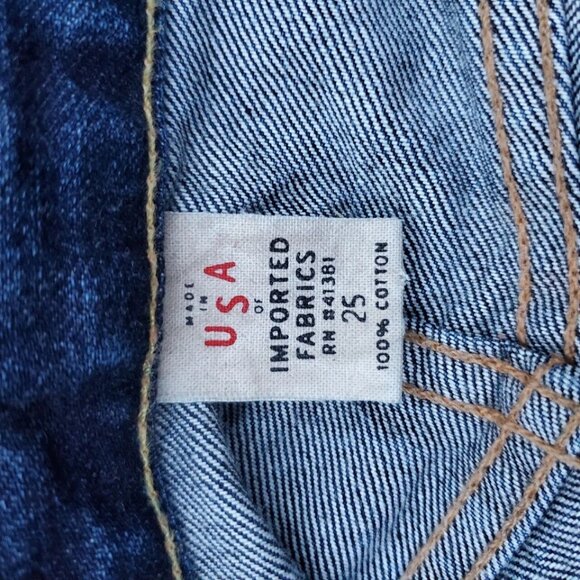 MADE
IN
USA
OF
IMPORTED
FABRICS
RN #41381
25
100% COTTON